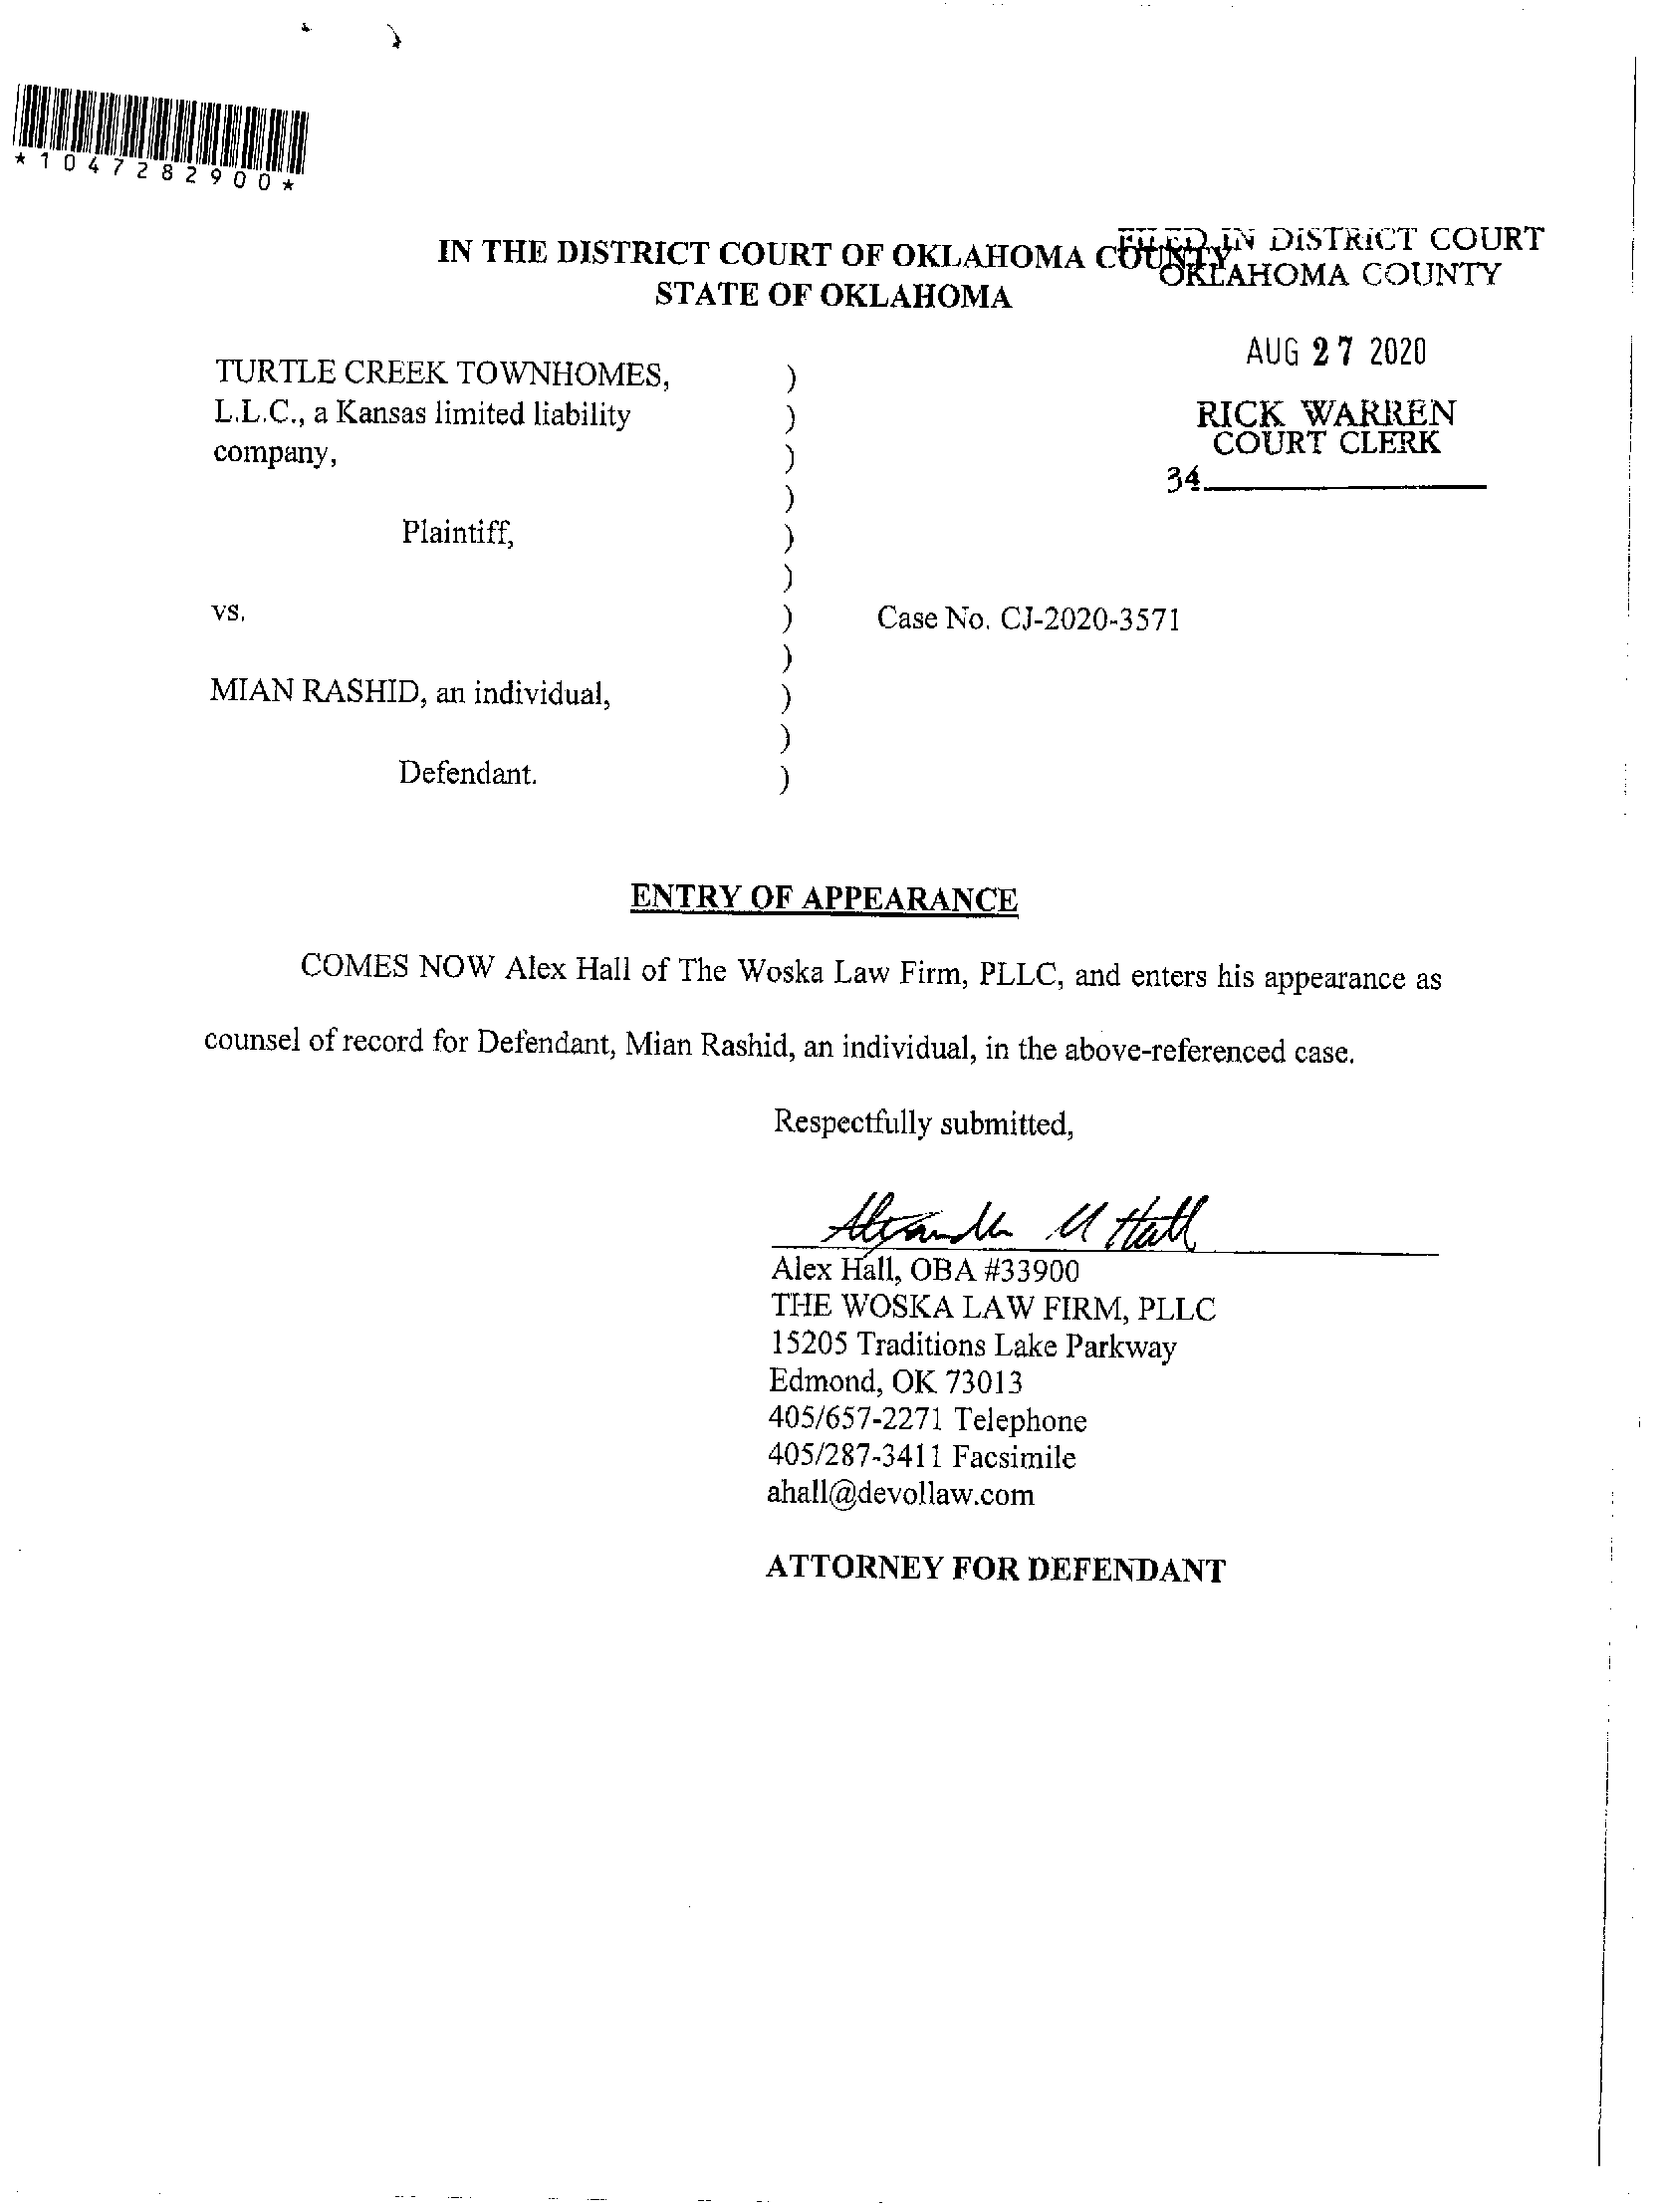 *1047282900*
IN THE DISTRICT COURT OF OKLAHOMA COUNTY
STATE OF OKLAHOMA
FILED IN DISTRICT COURT
OKLAHOMA COUNTY
AUG 27 2020
RICK WARREN
COURT CLERK
34
TURTLE CREEK TOWNHOMES, )
L.L.C., a Kansas limited liability )
company, )
)
Plaintiff, )
)
vs. ) Case No. CJ-2020-3571
)
MIAN RASHID, an individual, )
)
Defendant. )
ENTRY OF APPEARANCE
COMES NOW Alex Hall of The Woska Law Firm, PLLC, and enters his appearance as
counsel of record for Defendant, Mian Rashid, an individual, in the above-referenced case.
Respectfully submitted,
Alexander M Hall
Alex Hall, OBA #33900
THE WOSKA LAW FIRM, PLLC
15205 Traditions Lake Parkway
Edmond, OK 73013
405/657-2271 Telephone
405/287-3411 Facsimile
ahall@devollaw.com
ATTORNEY FOR DEFENDANT